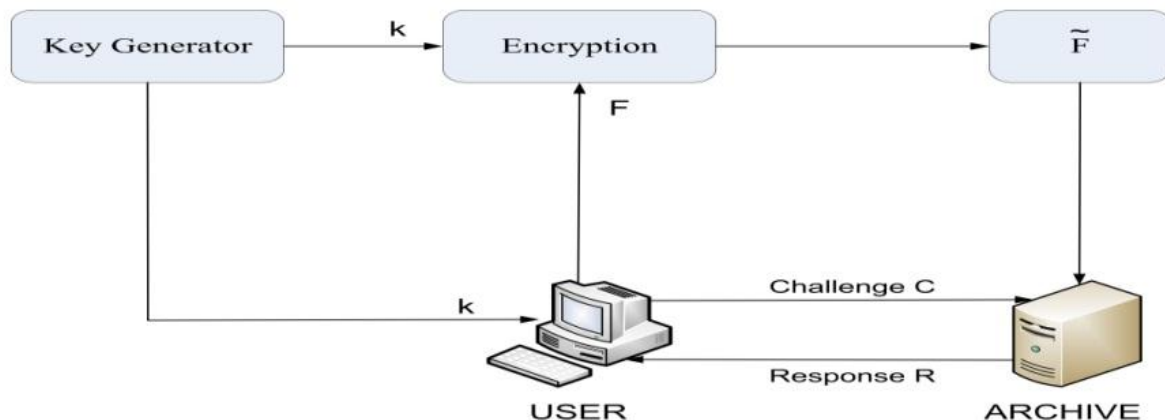 Key Generator
k
Encryption
F̃
F
k
Challenge C
Response R
USER
ARCHIVE